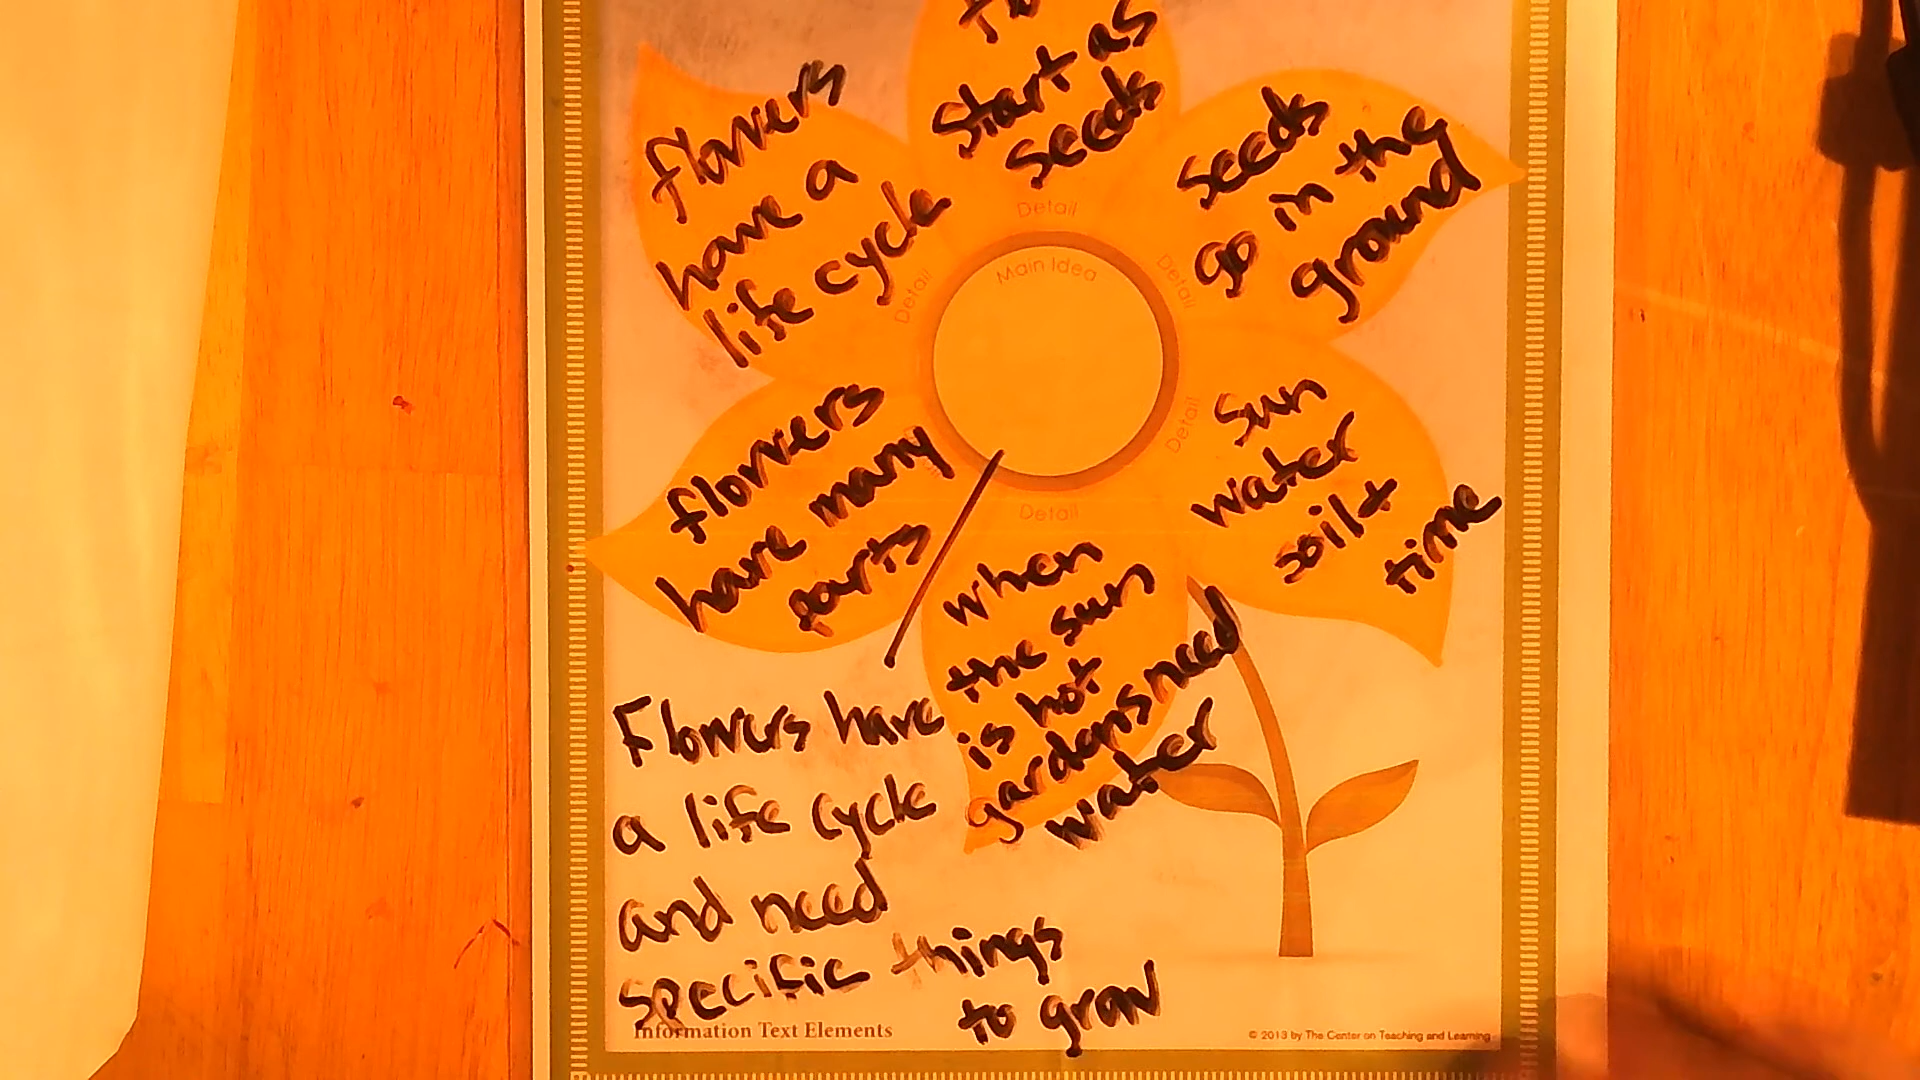 Start as
seeds
Detail
flowers
have a
life cycle
Detail
seeds
go in the
ground
Detail
Main Idea
sun
water
soil +
time
Detail
flowers
have many
parts
Detail
when
the sun
is hot
gardens need
water
Flowers have
a life cycle
and need
specific things
to grow
Information Text Elements
© 2013 by The Center on Teaching and Learning